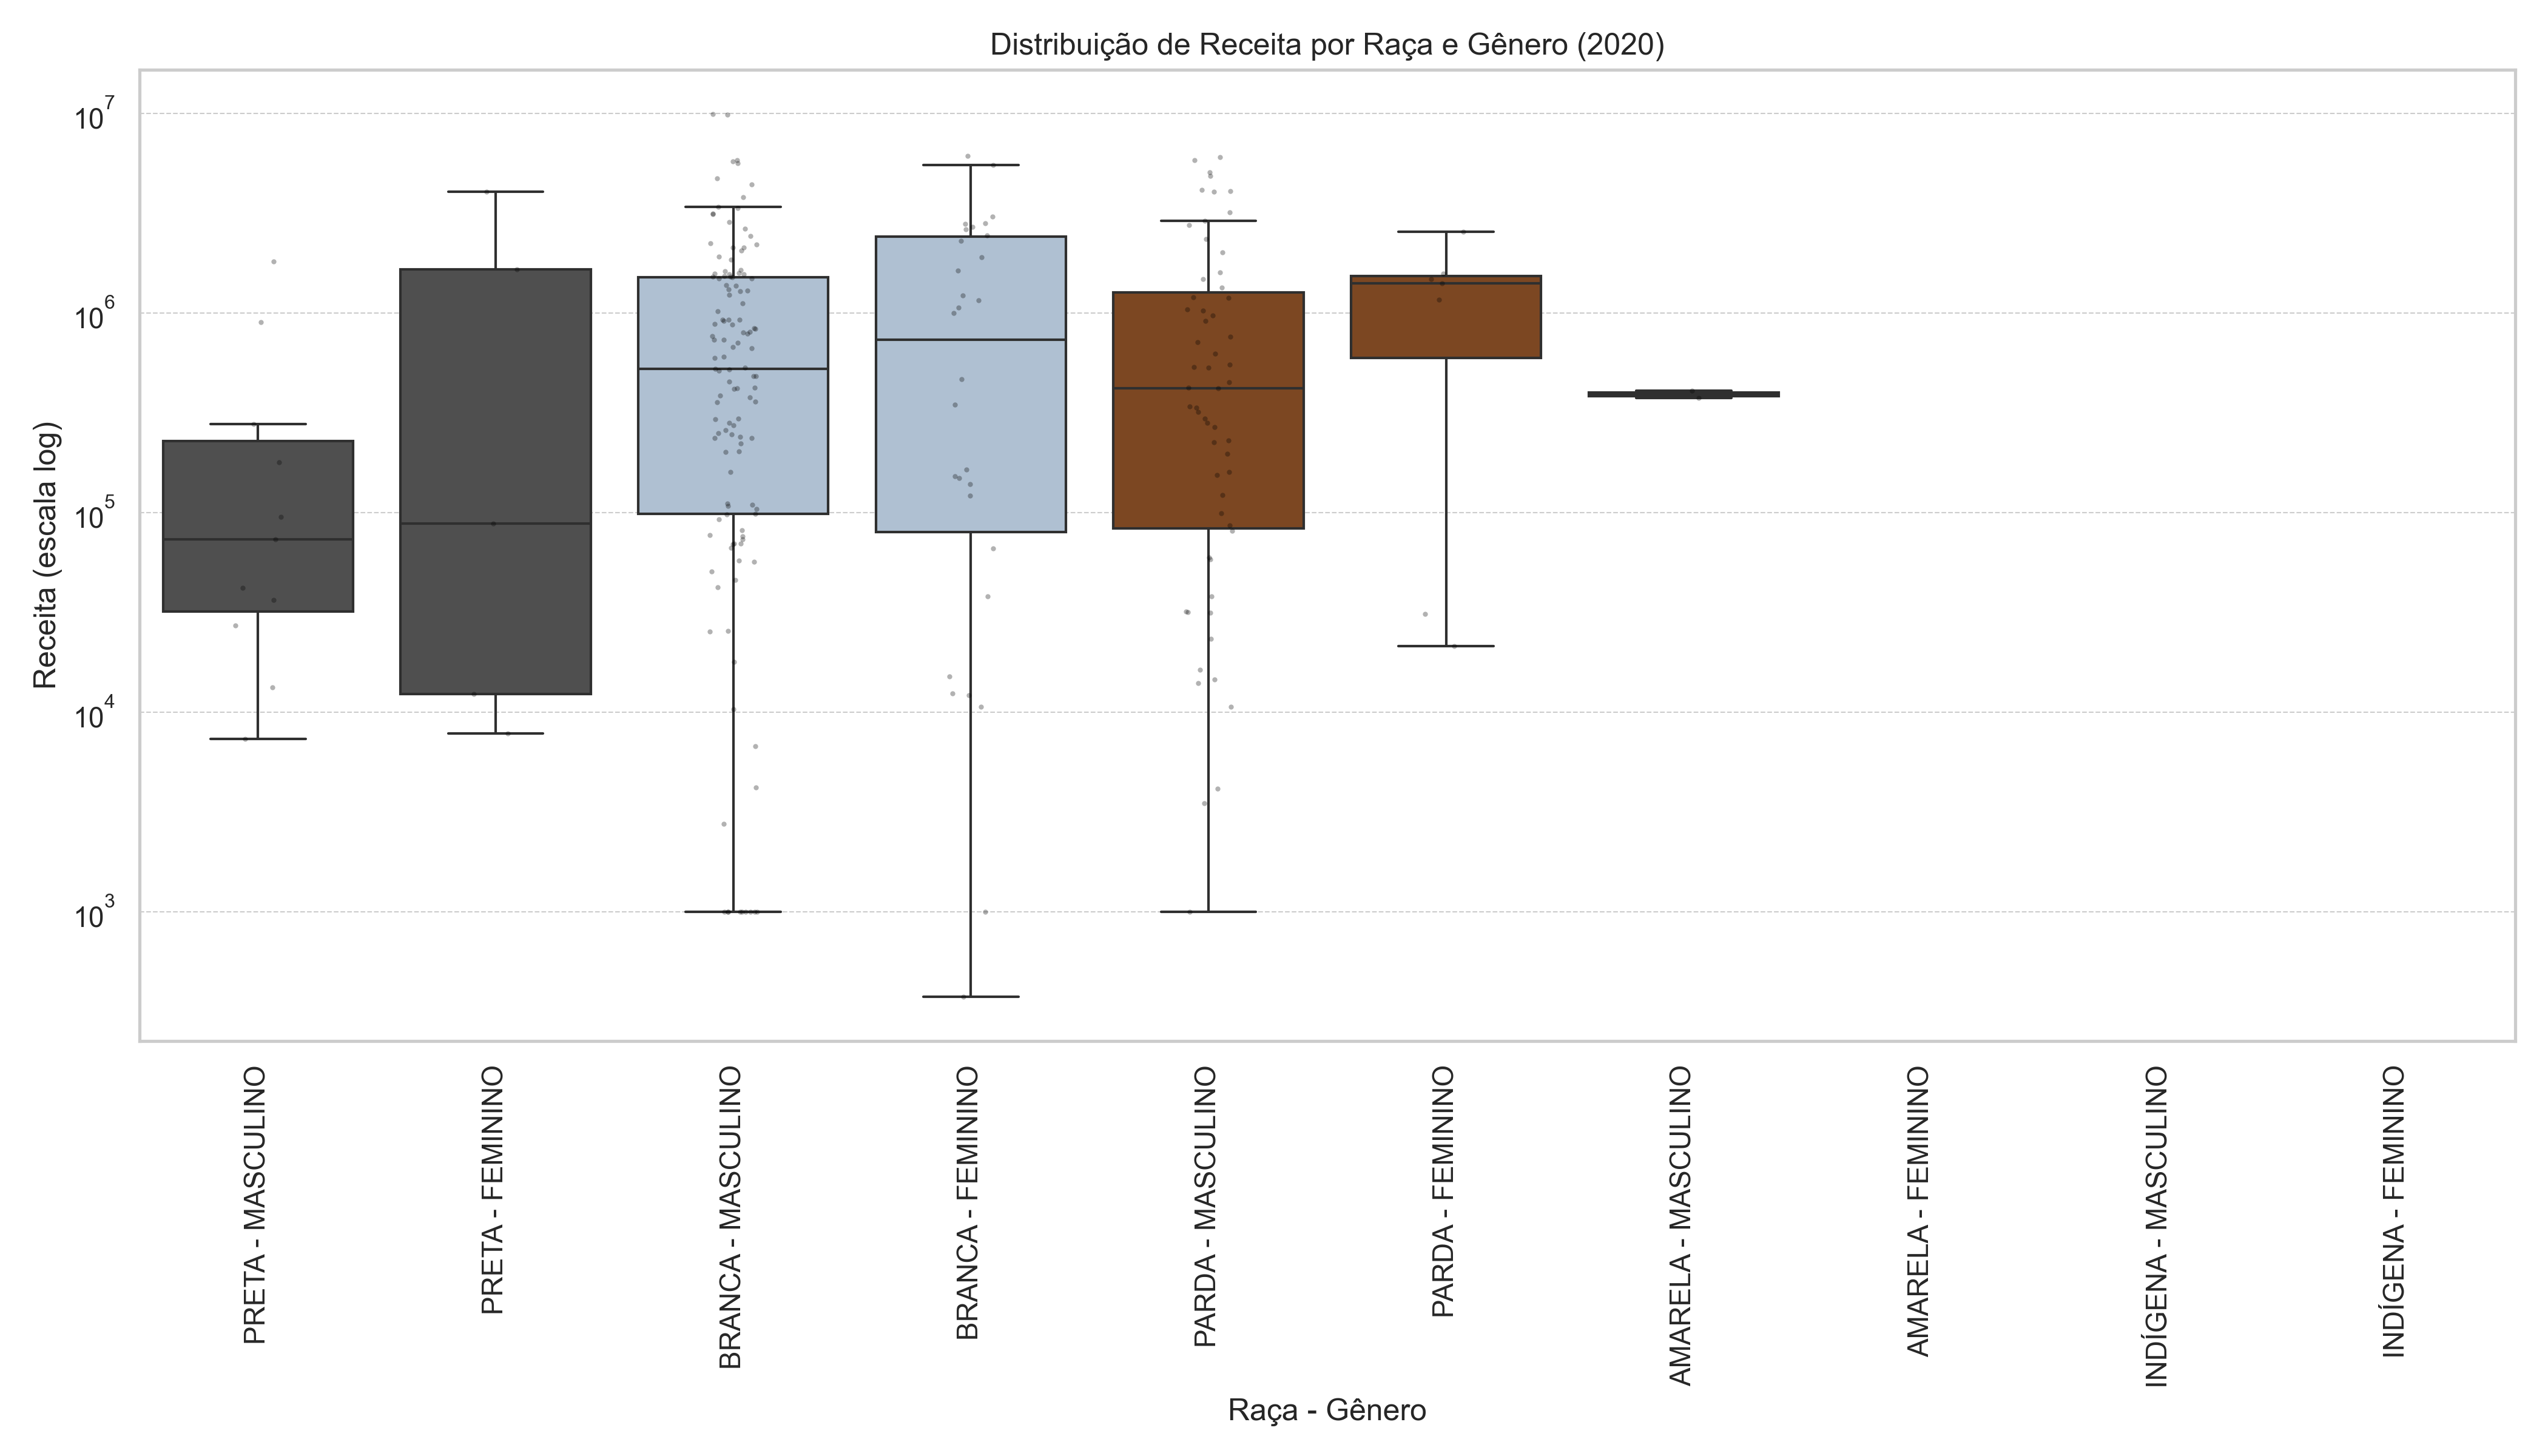 Distribuição de Receita por Raça e Gênero (2020)
Receita (escala log)
10^7
10^6
10^5
10^4
10^3
PRETA - MASCULINO
PRETA - FEMININO
BRANCA - MASCULINO
BRANCA - FEMININO
PARDA - MASCULINO
PARDA - FEMININO
AMARELA - MASCULINO
AMARELA - FEMININO
INDÍGENA - MASCULINO
INDÍGENA - FEMININO
Raça - Gênero